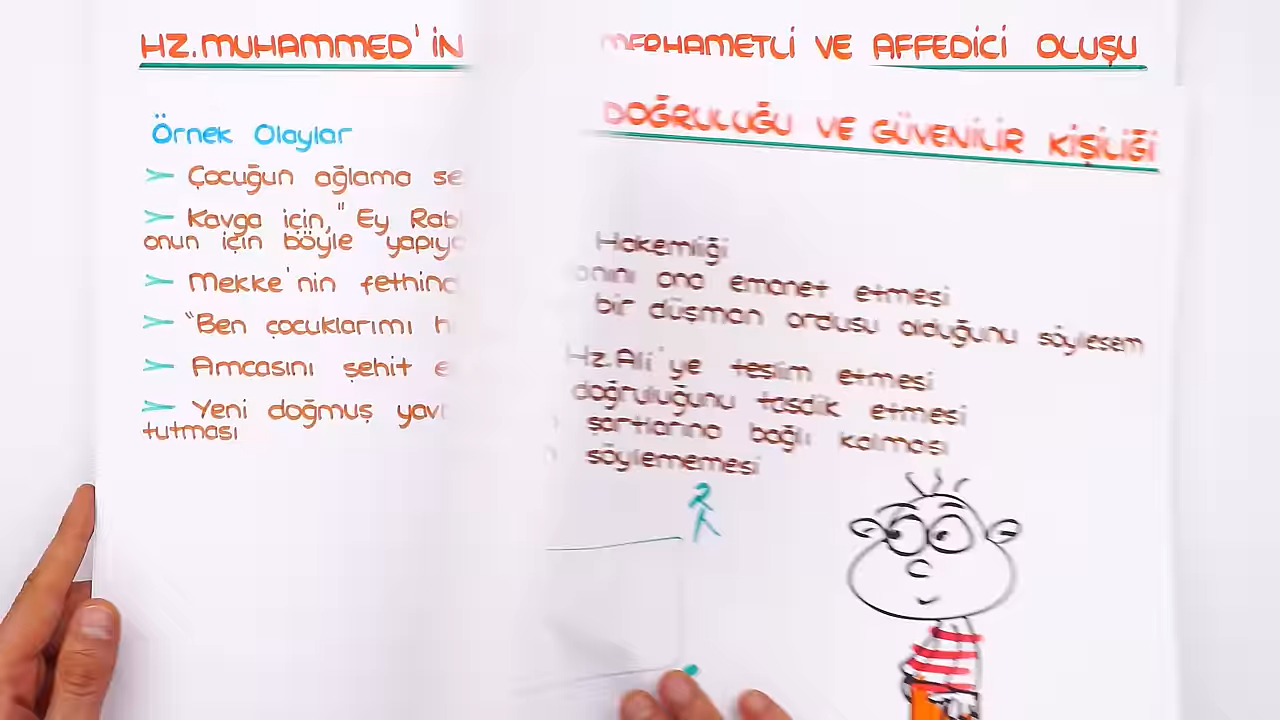 HZ.MUHAMMED'İN MERHAMETLİ VE AFFEDİCİ OLUŞU
Örnek Olaylar
➢ Çocuğun ağlama se
➢ Kavga için," Ey Rab
onun için böyle yapıyo
➢ Mekke'nin fethind
➢ "Ben çocuklarımı h
➢ Amcasını şehit e
➢ Yeni doğmuş yav
tutması
DOĞRULUĞU VE GÜVENİLİR KİŞİLİĞİ
Hakemliği
ona emanet etmesi
bir düşman ordusu olduğunu söylesem
Hz.Ali'ye teslim etmesi
doğruluğunu tasdik etmesi
şartlarına bağlı kalması
söylememesi